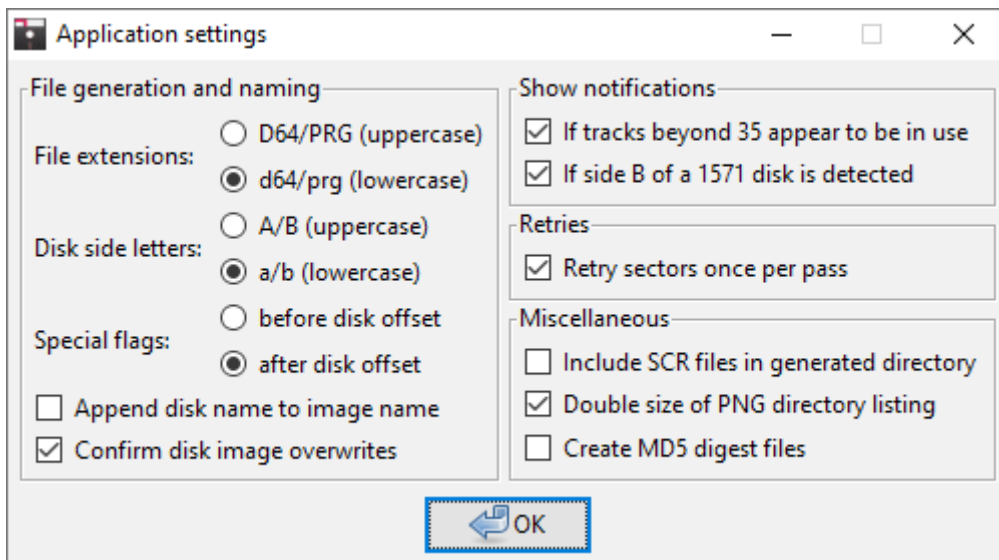 Application settings
File generation and naming
File extensions:
D64/PRG (uppercase)
d64/prg (lowercase)
Disk side letters:
A/B (uppercase)
a/b (lowercase)
Special flags:
before disk offset
after disk offset
Append disk name to image name
Confirm disk image overwrites
Show notifications
If tracks beyond 35 appear to be in use
If side B of a 1571 disk is detected
Retries
Retry sectors once per pass
Miscellaneous
Include SCR files in generated directory
Double size of PNG directory listing
Create MD5 digest files
OK